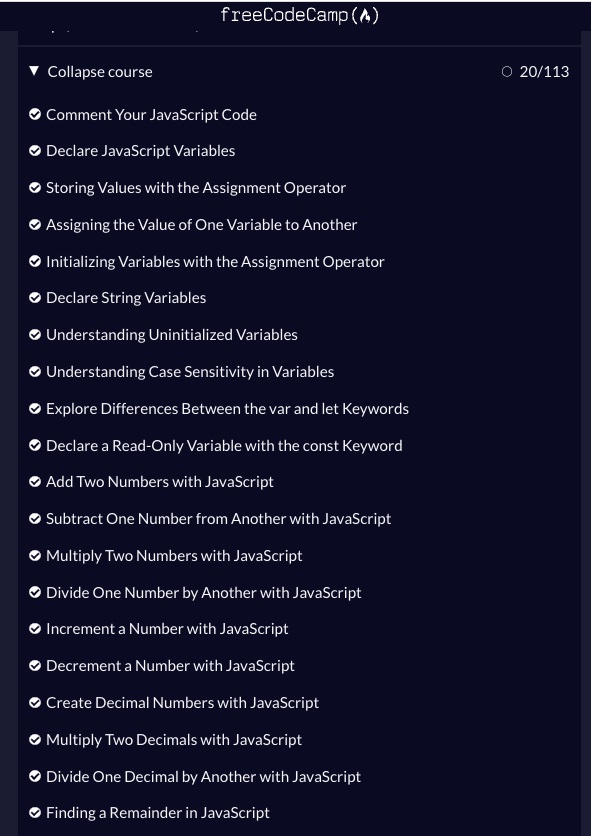 freeCodeCamp(🔥)
Collapse course
20/113
Comment Your JavaScript Code
Declare JavaScript Variables
Storing Values with the Assignment Operator
Assigning the Value of One Variable to Another
Initializing Variables with the Assignment Operator
Declare String Variables
Understanding Uninitialized Variables
Understanding Case Sensitivity in Variables
Explore Differences Between the var and let Keywords
Declare a Read-Only Variable with the const Keyword
Add Two Numbers with JavaScript
Subtract One Number from Another with JavaScript
Multiply Two Numbers with JavaScript
Divide One Number by Another with JavaScript
Increment a Number with JavaScript
Decrement a Number with JavaScript
Create Decimal Numbers with JavaScript
Multiply Two Decimals with JavaScript
Divide One Decimal by Another with JavaScript
Finding a Remainder in JavaScript